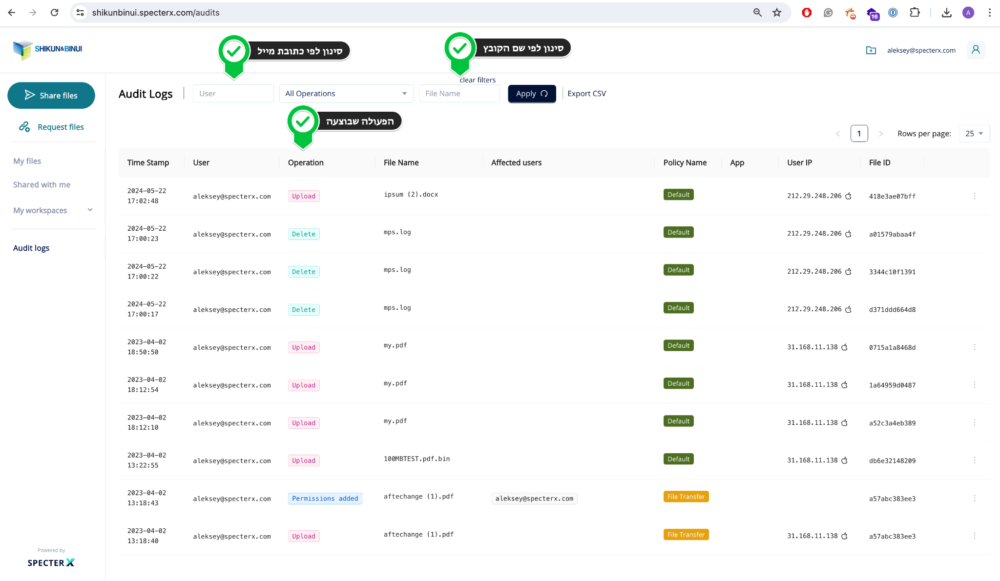 shikunbinui.specterx.com/audits
16
A
SHIKUN&BINUI
סינון לפי כתובת מייל
סינון לפי שם הקובץ
aleksey@specterx.com
Share files
Request files
My files
Shared with me
My workspaces
Audit logs
Powered by
SPECTERX
clear filters
Audit Logs
User
All Operations
File Name
Apply
Export CSV
הפעולה שבוצעה
1
Rows per page:
25
Time Stamp User Operation File Name Affected users Policy Name App User IP File ID
2024-05-22
17:02:48
aleksey@specterx.com Upload ipsum (2).docx Default 212.29.248.206 418e3ae07bff
2024-05-22
17:00:23
aleksey@specterx.com Delete mps.log Default 212.29.248.206 a01579abaa4f
2024-05-22
17:00:22
aleksey@specterx.com Delete mps.log Default 212.29.248.206 3344c10f1391
2024-05-22
17:00:17
aleksey@specterx.com Delete mps.log Default 212.29.248.206 d371ddd664d8
2023-04-02
18:50:50
aleksey@specterx.com Upload my.pdf Default 31.168.11.138 0715a1a8468d
2023-04-02
18:12:54
aleksey@specterx.com Upload my.pdf Default 31.168.11.138 1a64959d0487
2023-04-02
18:12:10
aleksey@specterx.com Upload my.pdf Default 31.168.11.138 a52c3a4eb389
2023-04-02
13:22:55
aleksey@specterx.com Upload 100MBTEST.pdf.bin Default 31.168.11.138 db6e32148209
2023-04-02
13:18:43
aleksey@specterx.com Permissions added aftechange (1).pdf aleksey@specterx.com File Transfer a57abc383ee3
2023-04-02
13:18:40
aleksey@specterx.com Upload aftechange (1).pdf File Transfer 31.168.11.138 a57abc383ee3